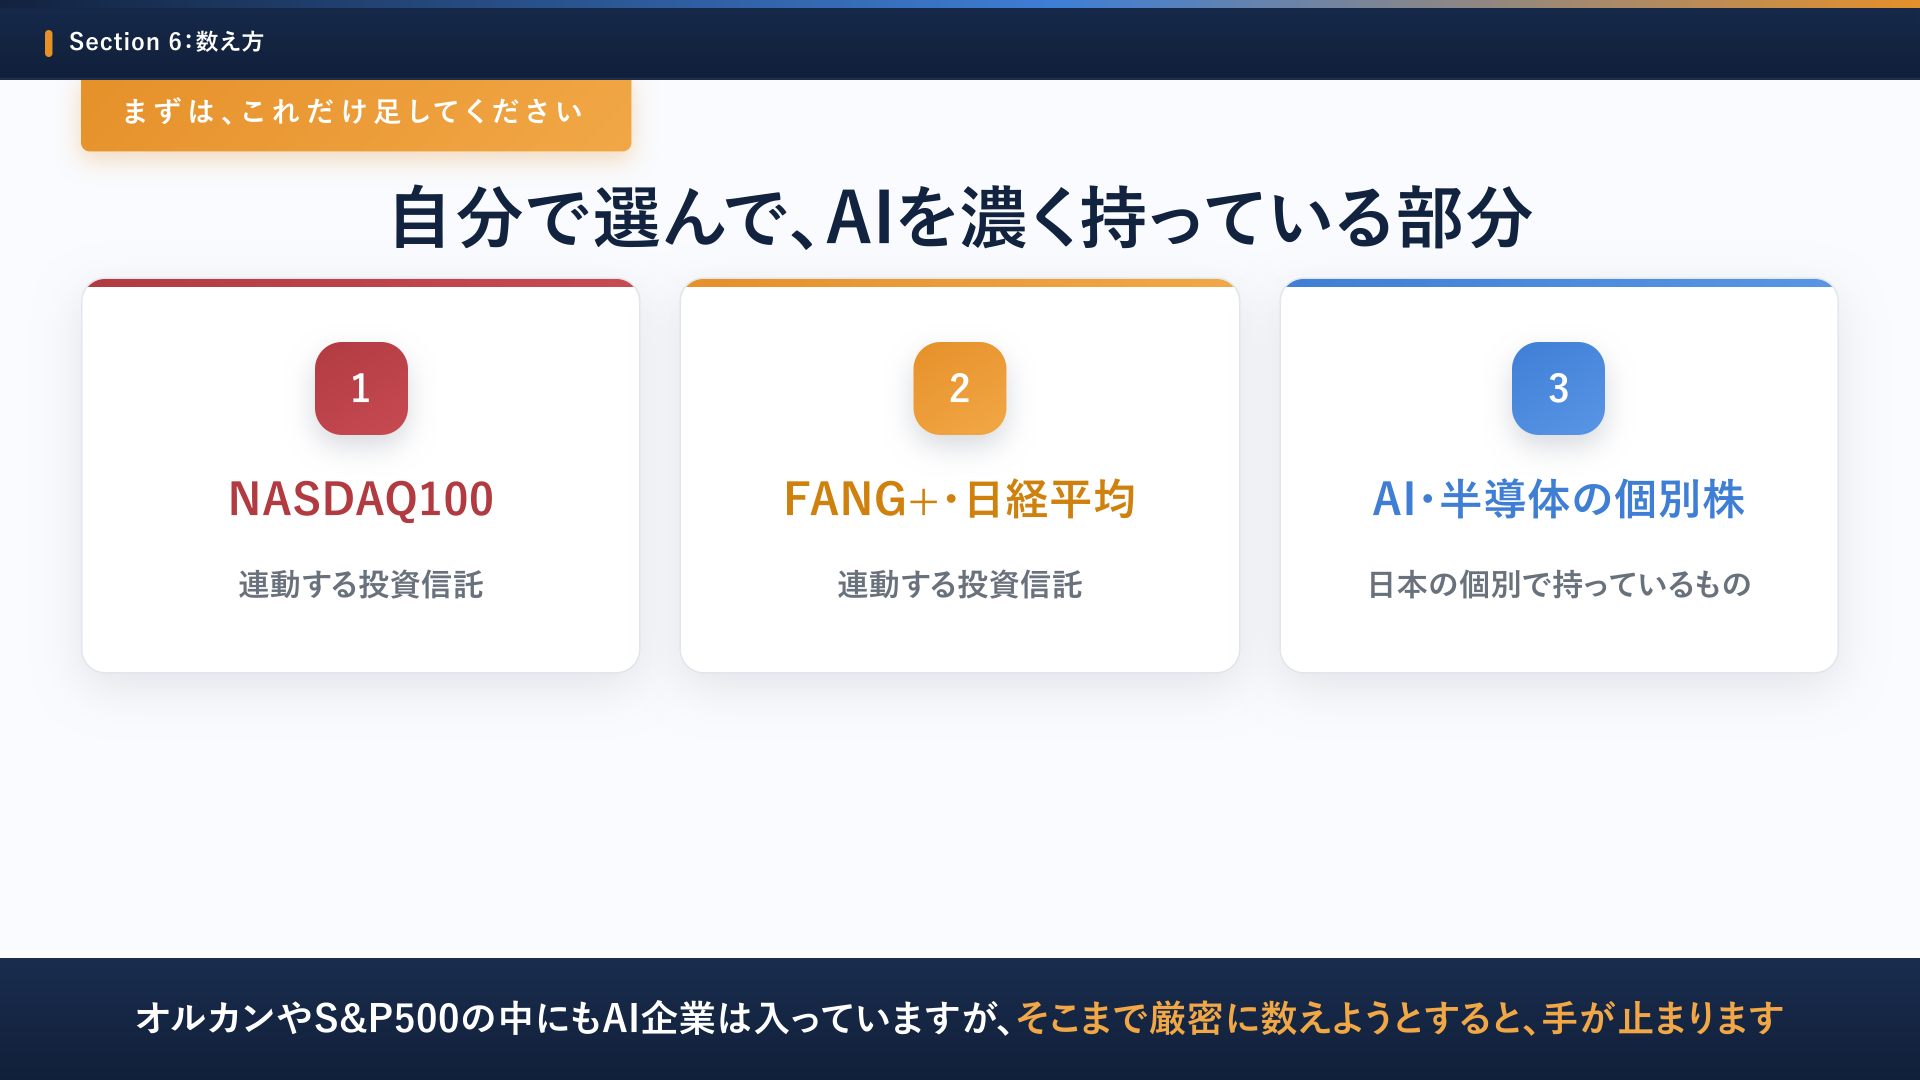 Section 6：数え方
まずは、これだけ足してください
自分で選んで、AIを濃く持っている部分
1
NASDAQ100
連動する投資信託
2
FANG+・日経平均
連動する投資信託
3
AI・半導体の個別株
日本の個別で持っているもの
オルカンやS&P500の中にもAI企業は入っていますが、そこまで厳密に数えようとすると、手が止まります